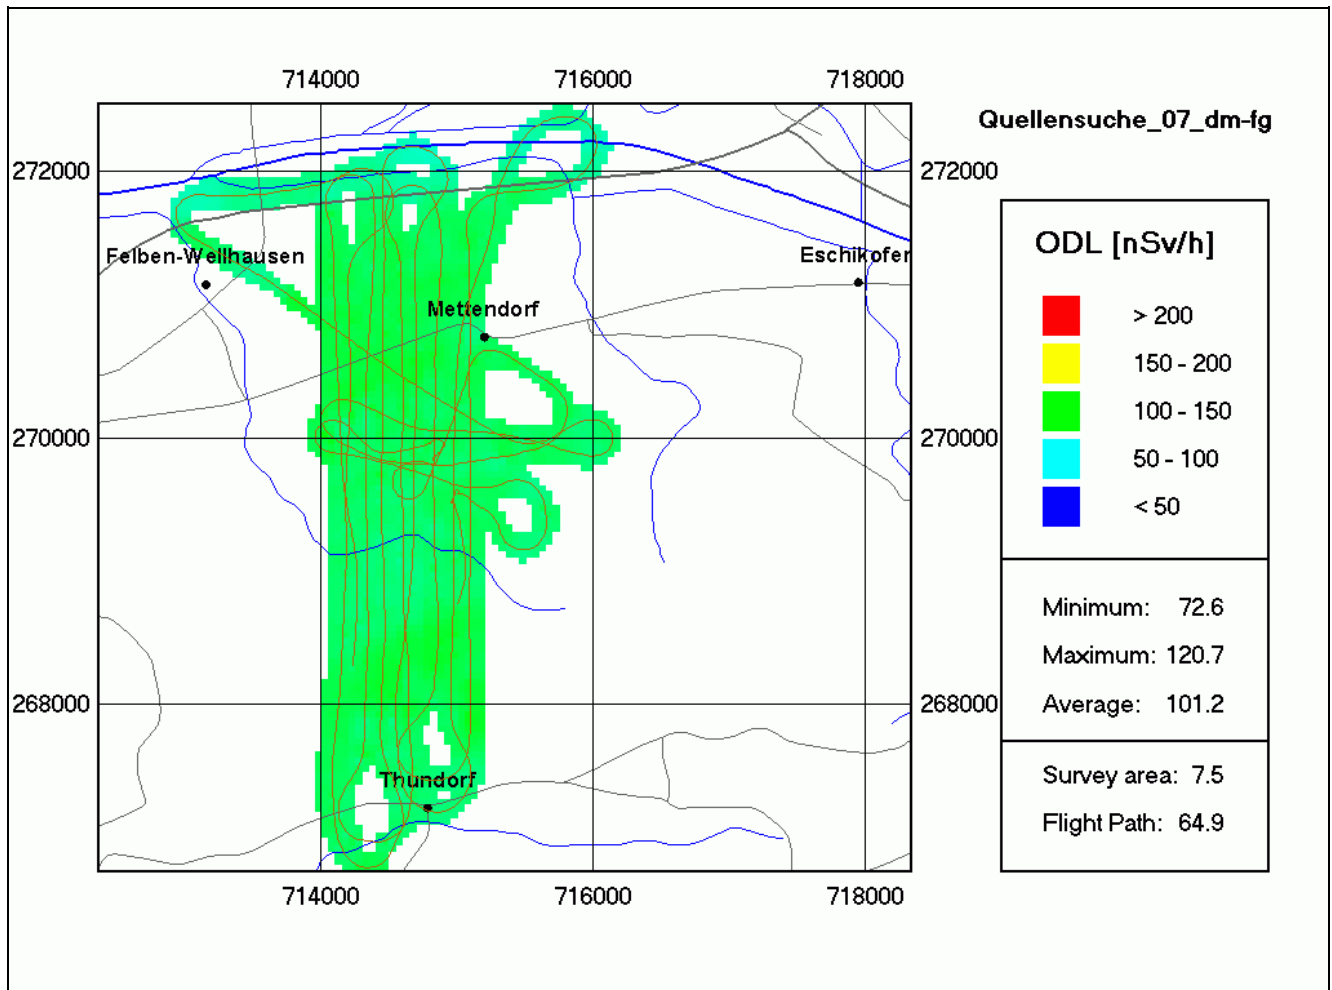 714000 716000 718000
Quellensuche_07_dm-fg
272000 272000
ODL [nSv/h]
Felben-Wellhausen Eschikofen
> 200
Mettendorf
150 - 200
100 - 150
270000 270000
50 - 100
< 50
Minimum: 72.6
Maximum: 120.7
268000 268000
Average: 101.2
Thundorf
Survey area: 7.5
Flight Path: 64.9
714000 716000 718000